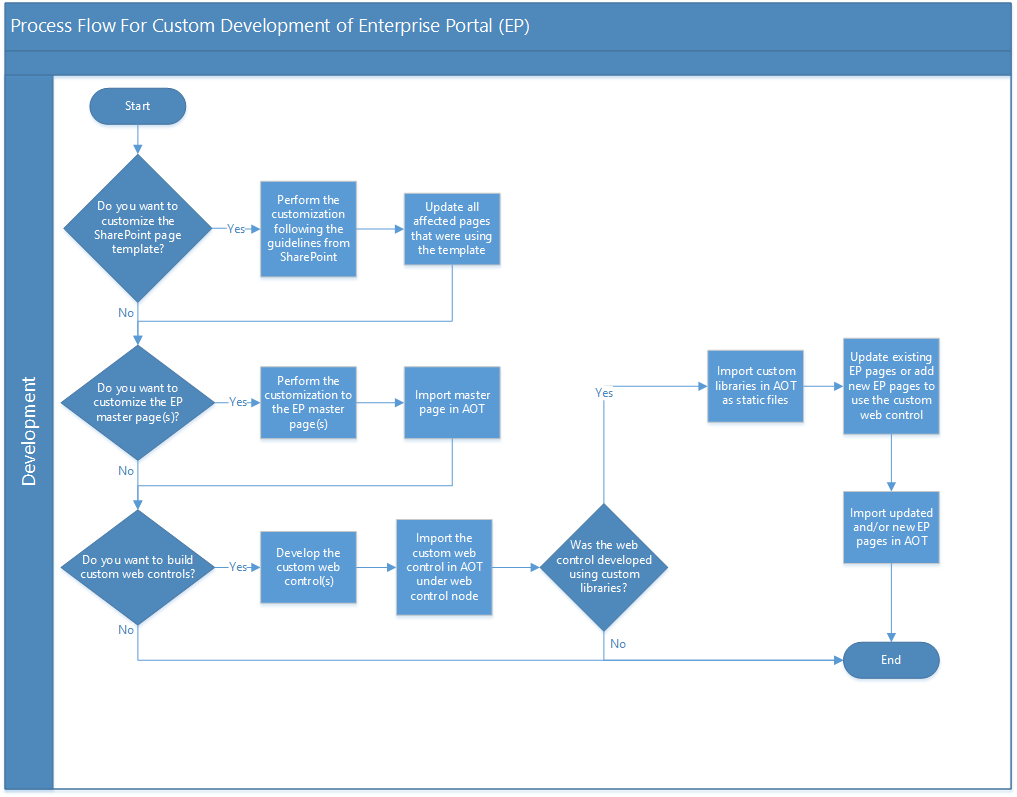 Process Flow For Custom Development of Enterprise Portal (EP)
Development
Start
Do you want to
customize the
SharePoint page
template?
Yes
No
Perform the
customization
following the
guidelines from
SharePoint
Update all
affected pages
that were using
the template
Do you want to
customize the EP
master page(s)?
Yes
No
Perform the
customization to
the EP master
page(s)
Import master
page in AOT
Do you want to build
custom web controls?
Yes
No
Develop the
custom web
control(s)
Import the
custom web
control in AOT
under web
control node
Was the web
control developed
using custom
libraries?
Yes
No
Import custom
libraries in AOT
as static files
Update existing
EP pages or add
new EP pages to
use the custom
web control
Import updated
and/or new EP
pages in AOT
End